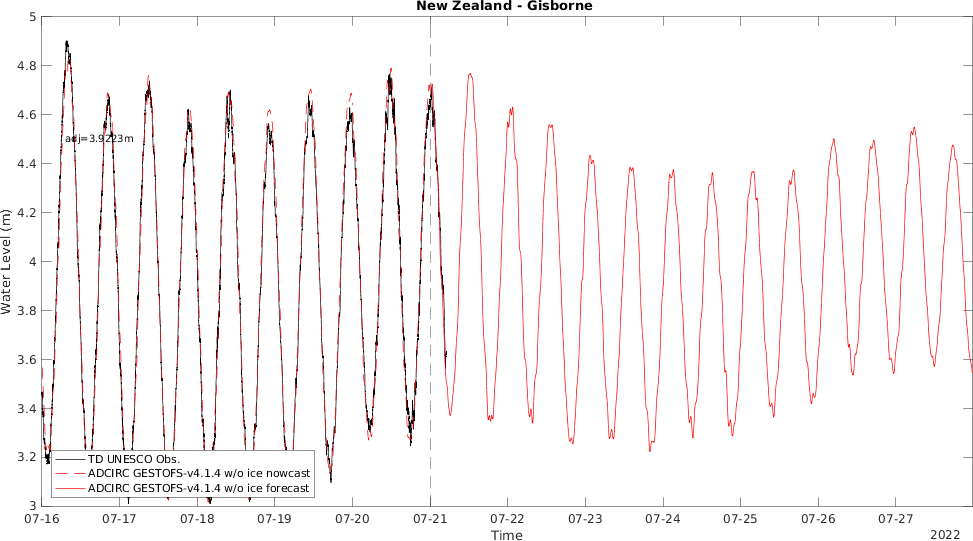 New Zealand - Gisborne
5
4.8
4.6
4.4
4.2
4
3.8
3.6
3.4
3.2
3
Water Level (m)
adj=3.9223m
TD UNESCO Obs.
ADCIRC GESTOFS-v4.1.4 w/o ice nowcast
ADCIRC GESTOFS-v4.1.4 w/o ice forecast
07-16 07-17 07-18 07-19 07-20 07-21 07-22 07-23 07-24 07-25 07-26 07-27
Time
2022